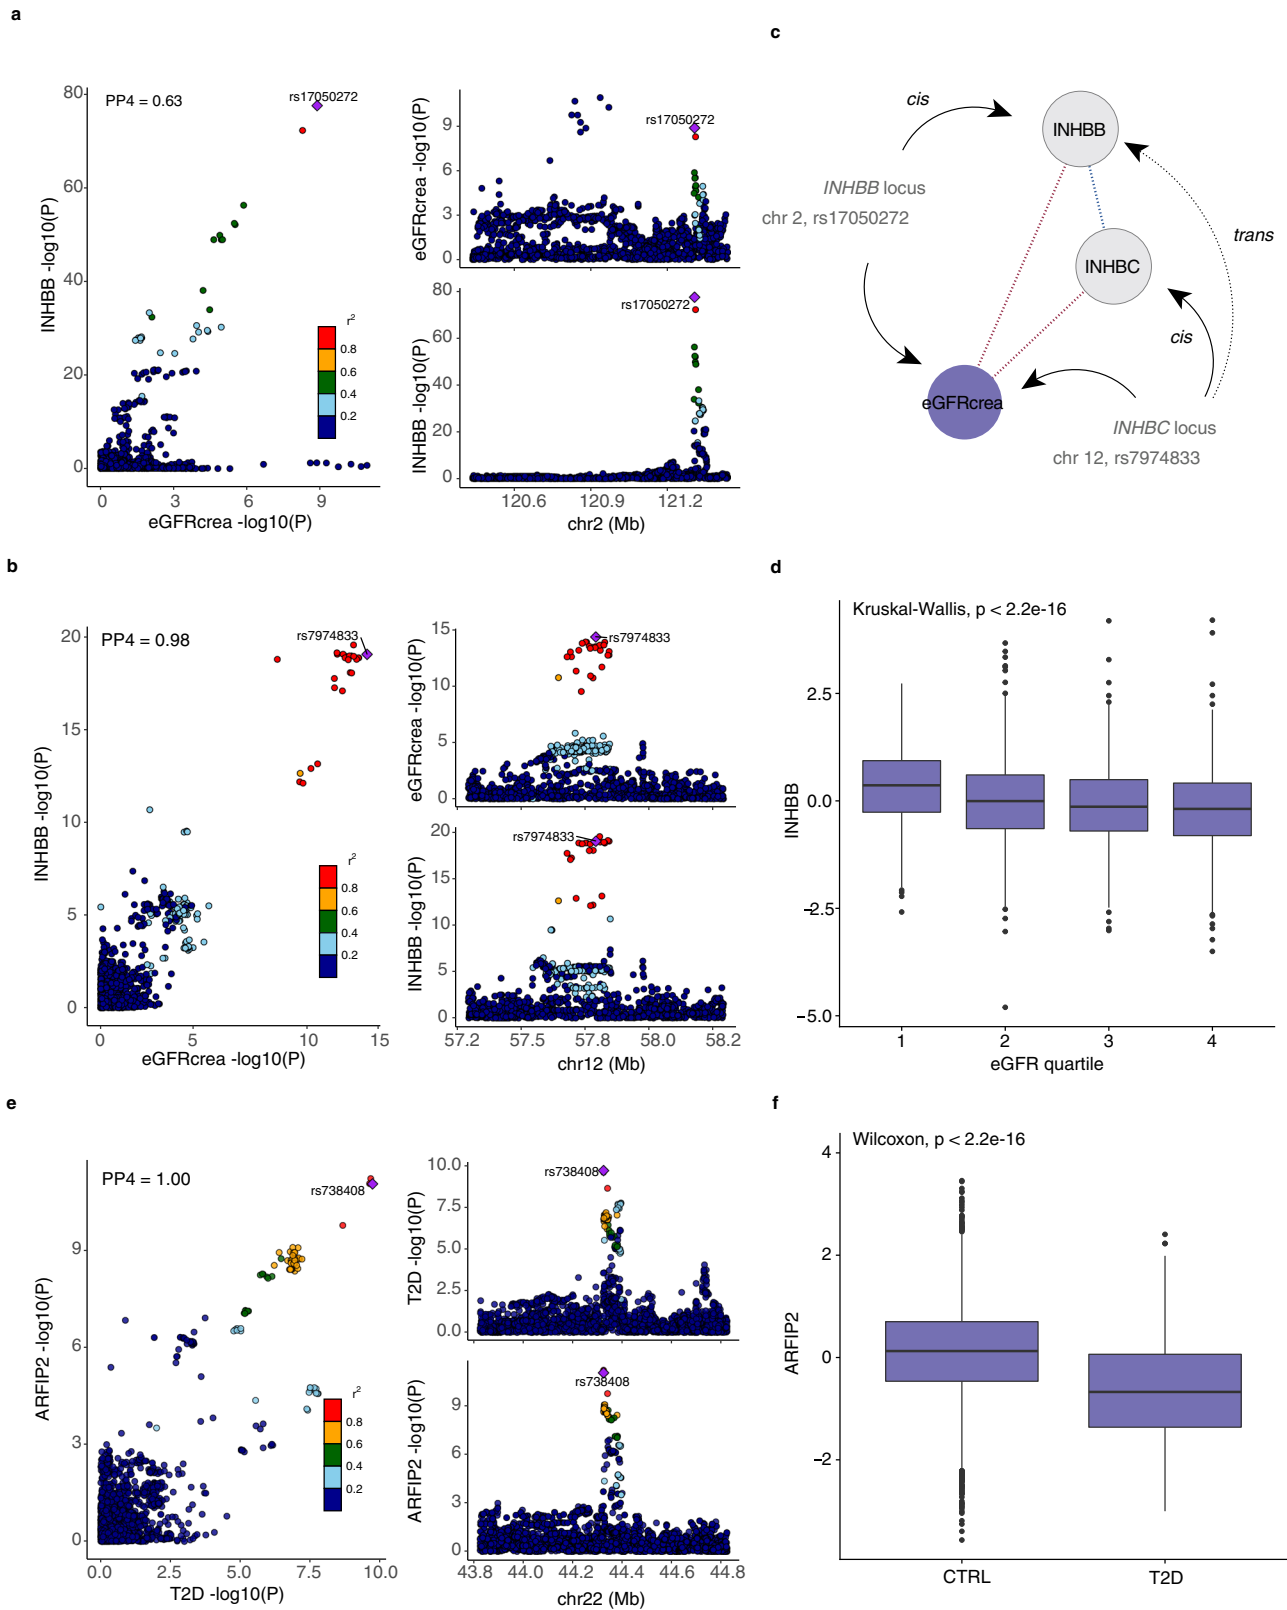 a
PP4 = 0.63
rs17050272
80
60
40
20
0
INHBB -log10(P)
0
3
6
9
eGFRcrea -log10(P)
r2
0.8
0.6
0.4
0.2
rs17050272
9
6
3
0
eGFRcrea -log10(P)
rs17050272
80
60
40
20
0
INHBB -log10(P)
120.6
120.9
121.2
chr2 (Mb)
c
cis
INHBB
INHBB locus
chr 2, rs17050272
INHBC
trans
cis
eGFRcrea
INHBC locus
chr 12, rs7974833
b
PP4 = 0.98
rs7974833
20
15
10
5
0
INHBB -log10(P)
0
5
10
15
eGFRcrea -log10(P)
r2
0.8
0.6
0.4
0.2
rs7974833
15
10
5
0
eGFRcrea -log10(P)
rs7974833
20
15
10
5
0
INHBB -log10(P)
57.2
57.5
57.8
58.0
58.2
chr12 (Mb)
d
Kruskal-Wallis, p < 2.2e-16
2.5
0.0
−2.5
−5.0
INHBB
1
2
3
4
eGFR quartile
e
PP4 = 1.00
rs738408
9
6
3
0
ARFIP2 -log10(P)
0.0
2.5
5.0
7.5
10.0
T2D -log10(P)
r2
0.8
0.6
0.4
0.2
rs738408
10.0
7.5
5.0
2.5
0.0
T2D -log10(P)
rs738408
9
6
3
0
ARFIP2 -log10(P)
43.8
44.0
44.2
44.4
44.6
44.8
chr22 (Mb)
f
Wilcoxon, p < 2.2e-16
4
2
0
−2
ARFIP2
CTRL
T2D